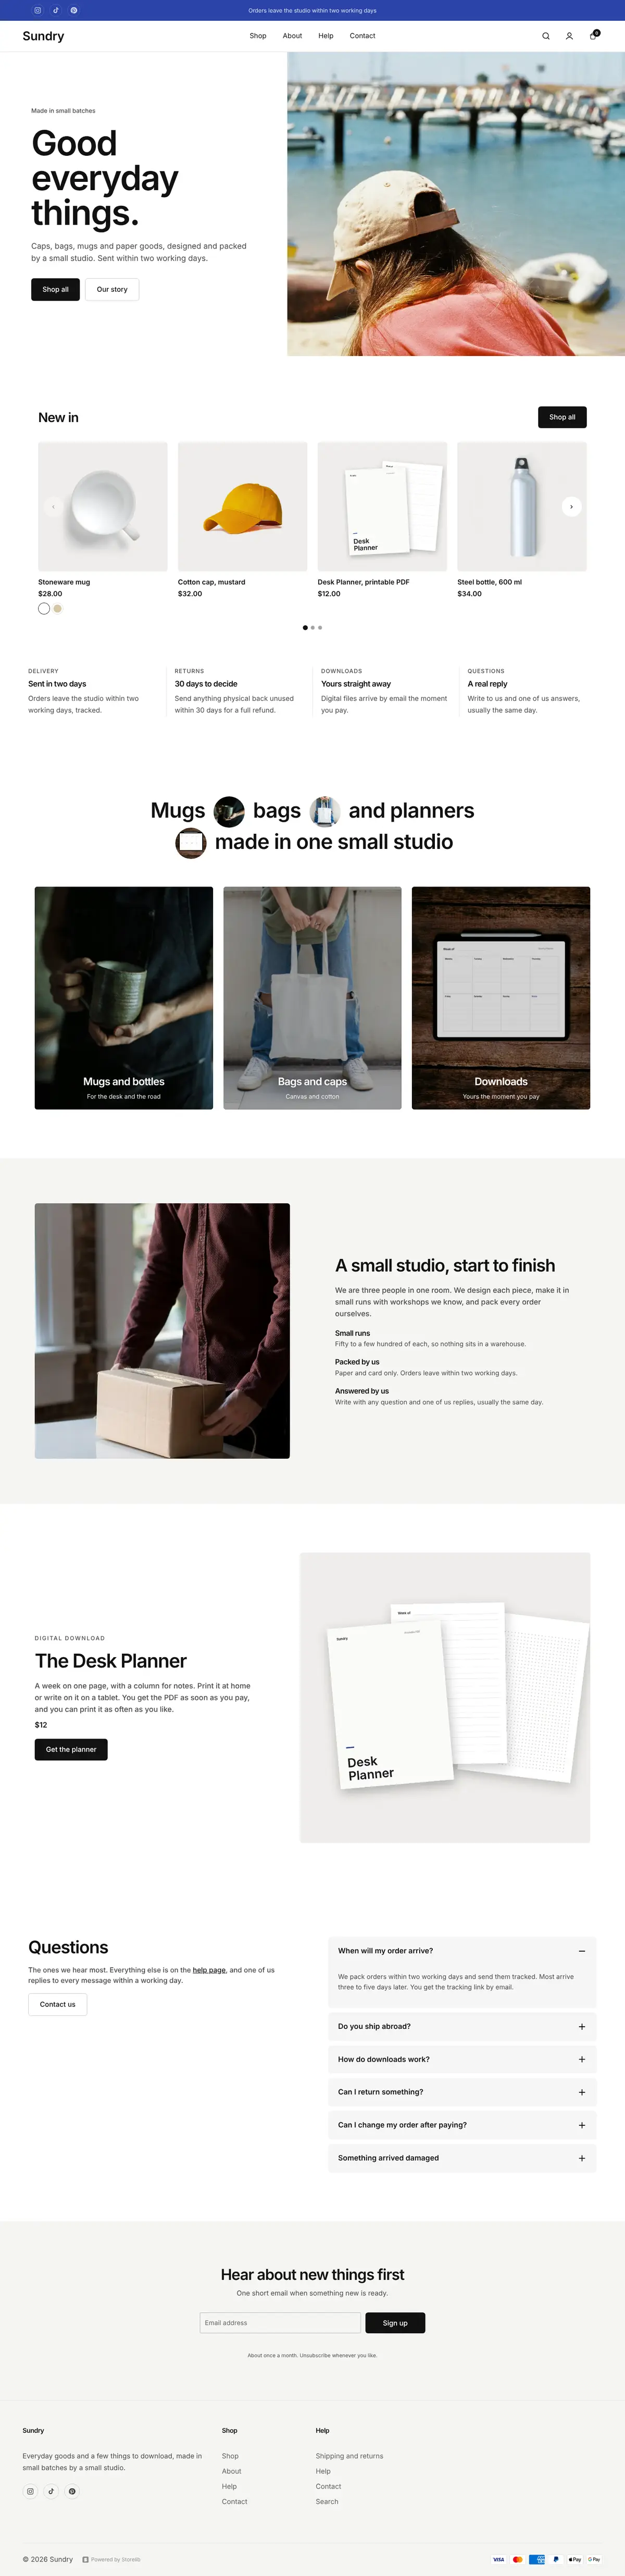 Orders leave the studio within two working days
Sundry
Shop About Help Contact
0
Made in small batches
Good
everyday
things.
Caps, bags, mugs and paper goods, designed and packed
by a small studio. Sent within two working days.
Shop all
Our story
New in
Shop all
Desk
Planner
Stoneware mug
$28.00
Cotton cap, mustard
$32.00
Desk Planner, printable PDF
$12.00
Steel bottle, 600 ml
$34.00
DELIVERY
Sent in two days
Orders leave the studio within two
working days, tracked.
RETURNS
30 days to decide
Send anything physical back unused
within 30 days for a full refund.
DOWNLOADS
Yours straight away
Digital files arrive by email the moment
you pay.
QUESTIONS
A real reply
Write to us and one of us answers,
usually the same day.
Mugs bags and planners
made in one small studio
Mugs and bottles
For the desk and the road
Bags and caps
Canvas and cotton
Week of
Downloads
Yours the moment you pay
A small studio, start to finish
We are three people in one room. We design each piece, make it in
small runs with workshops we know, and pack every order
ourselves.
Small runs
Fifty to a few hundred of each, so nothing sits in a warehouse.
Packed by us
Paper and card only. Orders leave within two working days.
Answered by us
Write with any question and one of us replies, usually the same day.
DIGITAL DOWNLOAD
The Desk Planner
A week on one page, with a column for notes. Print it at home
or write on it on a tablet. You get the PDF as soon as you pay,
and you can print it as often as you like.
$12
Get the planner
Week of
Sundry
Desk
Planner
Questions
The ones we hear most. Everything else is on the help page, and one of us
replies to every message within a working day.
Contact us
When will my order arrive?
We pack orders within two working days and send them tracked. Most arrive
three to five days later. You get the tracking link by email.
Do you ship abroad?
How do downloads work?
Can I return something?
Can I change my order after paying?
Something arrived damaged
Hear about new things first
One short email when something new is ready.
Email address
Sign up
About once a month. Unsubscribe whenever you like.
Sundry
Everyday goods and a few things to download, made in
small batches by a small studio.
Shop
Shop
About
Help
Contact
Help
Shipping and returns
Help
Contact
Search
© 2026 Sundry
Powered by Storeib
VISA
Pay
G Pay